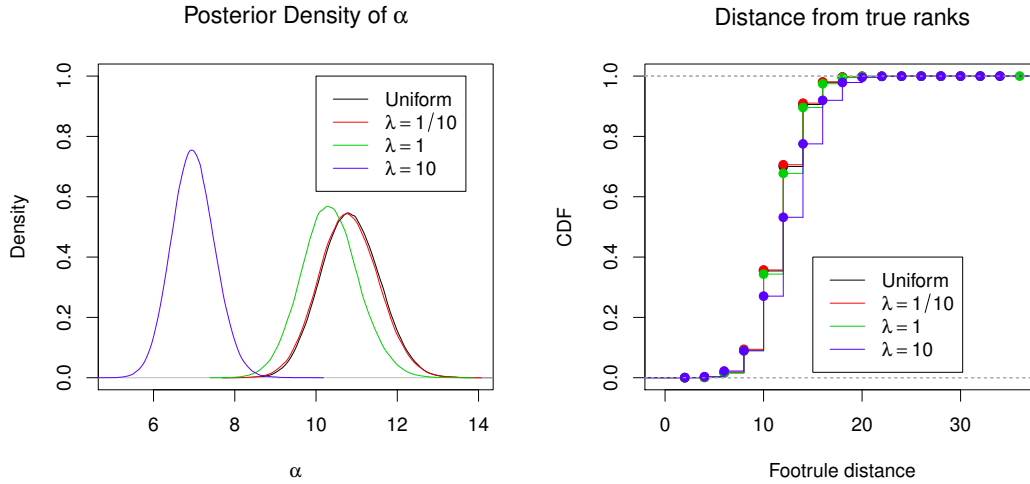 Posterior Density of α
Density
0.0 0.2 0.4 0.6 0.8 1.0
Uniform
λ = 1/10
λ = 1
λ = 10
6 8 10 12 14
α
Distance from true ranks
CDF
0.0 0.2 0.4 0.6 0.8 1.0
Uniform
λ = 1/10
λ = 1
λ = 10
0 10 20 30
Footrule distance